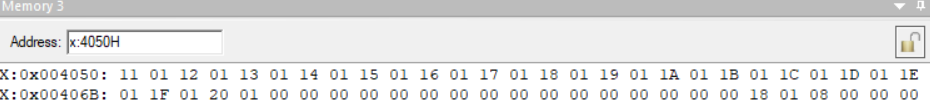 Memory 3
Address: x:4050H
X:0x004050: 11 01 12 01 13 01 14 01 15 01 16 01 17 01 18 01 19 01 1A 01 1B 01 1C 01 1D 01 1E
X:0x00406B: 01 1F 01 20 01 00 00 00 00 00 00 00 00 00 00 00 00 00 00 00 00 18 01 08 00 00 00